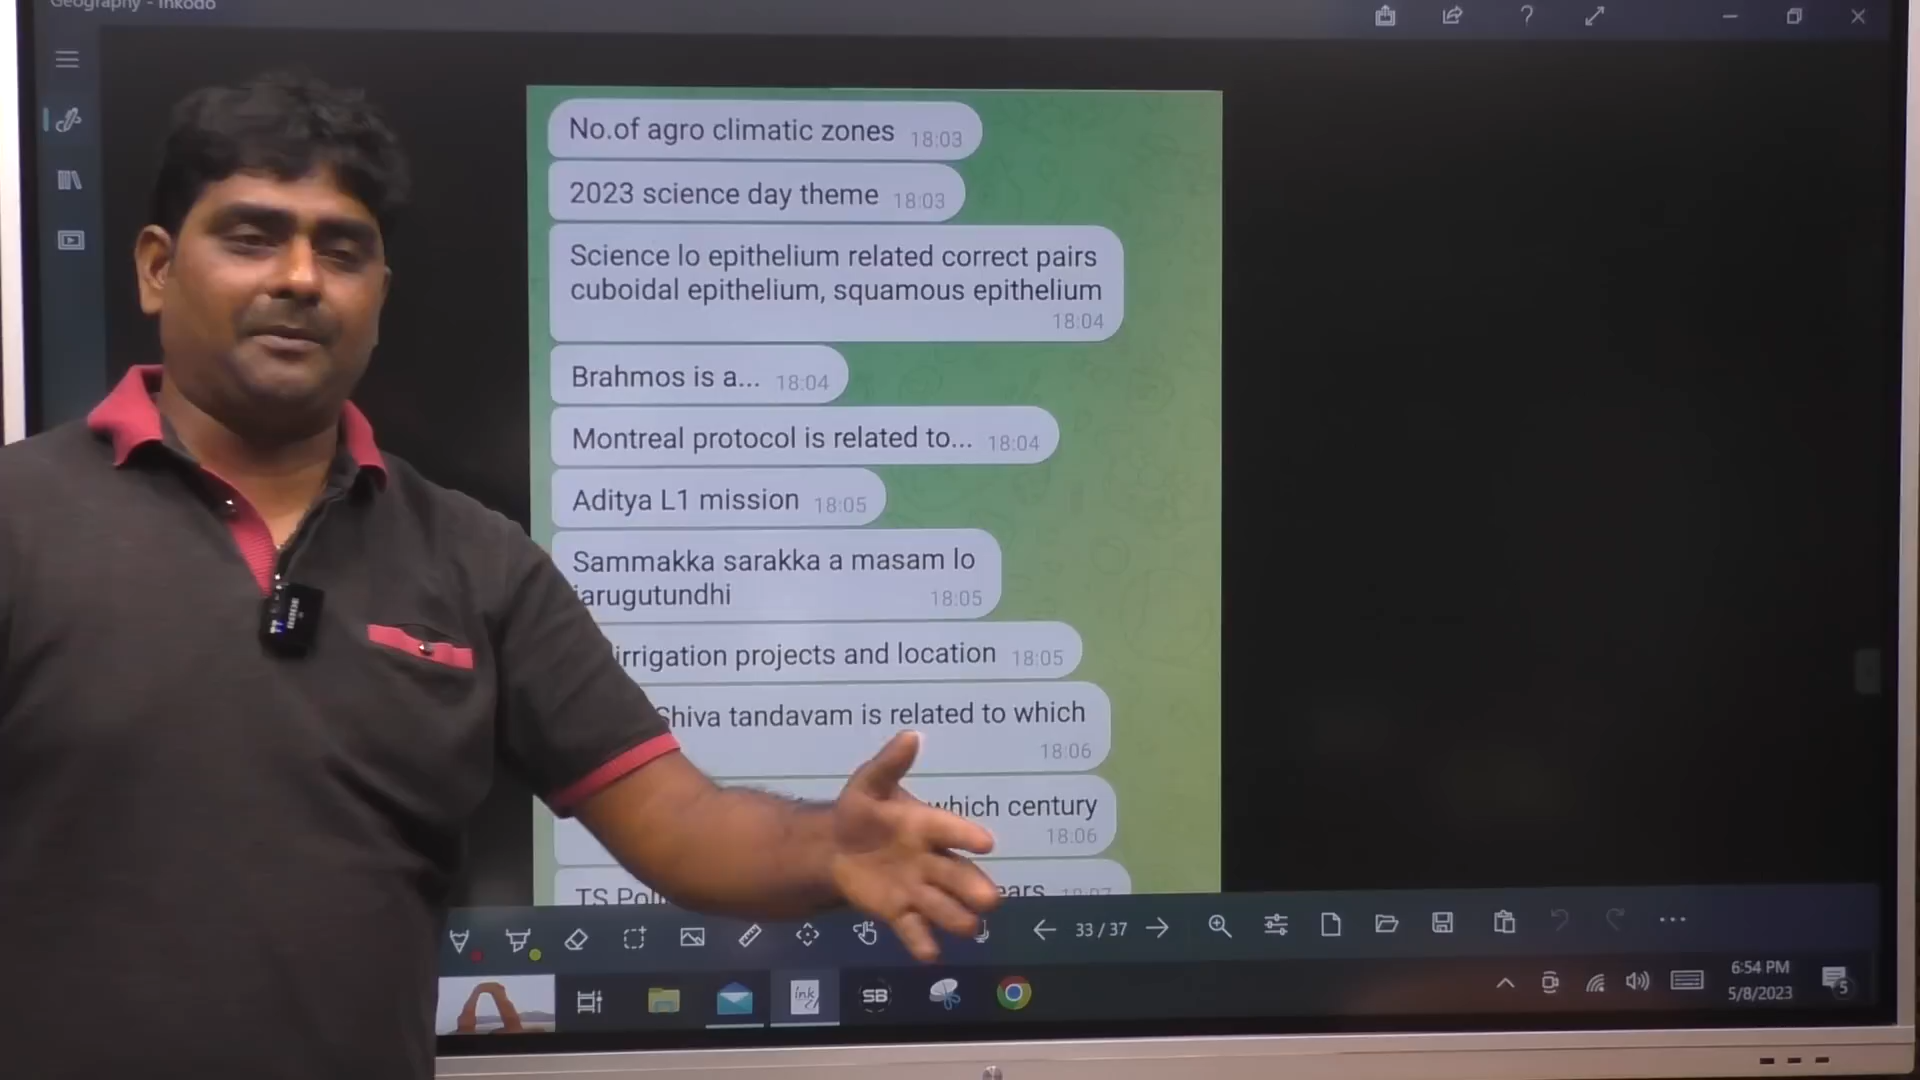 Geography - Inkodo
No.of agro climatic zones 18:03
2023 science day theme 18:03
Science lo epithelium related correct pairs
cuboidal epithelium, squamous epithelium
18:04
Brahmos is a... 18:04
Montreal protocol is related to... 18:04
Aditya L1 mission 18:05
Sammakka sarakka a masam lo
jarugutundhi 18:05
irrigation projects and location 18:05
Shiva tandavam is related to which
18:06
which century
18:06
TS
33 / 37
ink
SB
6:54 PM
5/8/2023
5